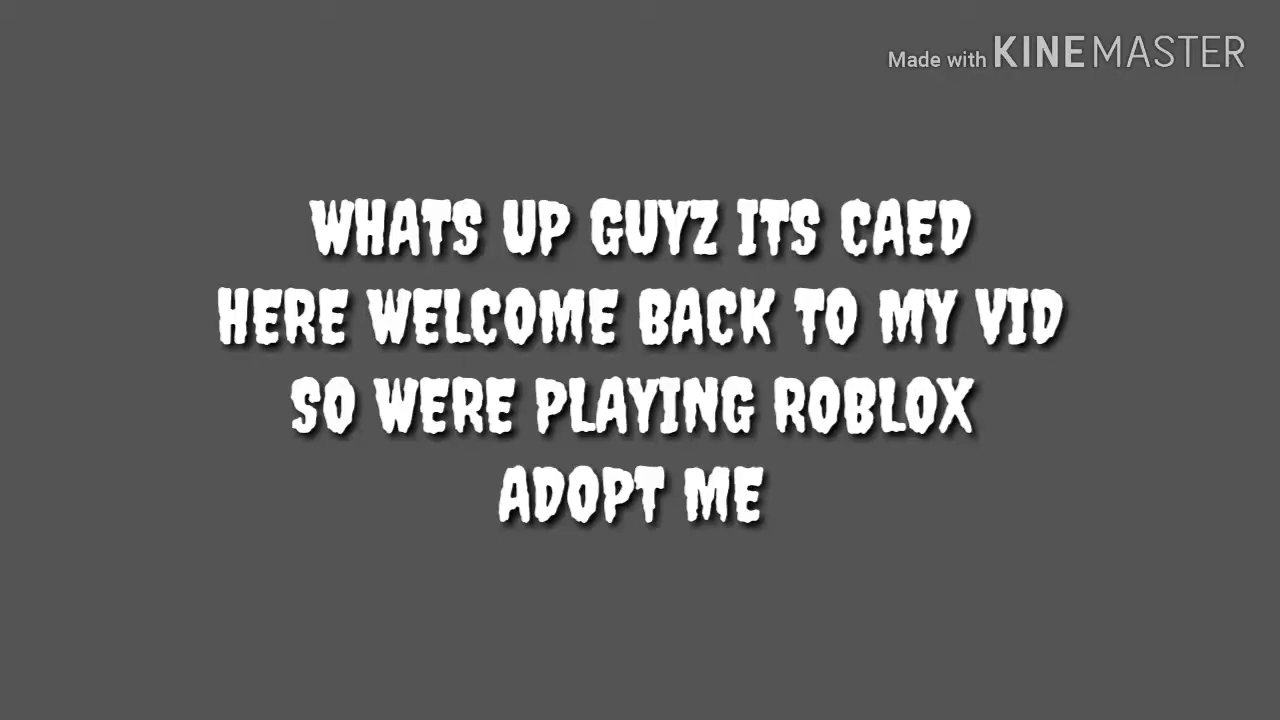 Made with KINEMASTER
WHATS UP GUYZ ITS CAED
HERE WELCOME BACK TO MY VID
SO WERE PLAYING ROBLOX
ADOPT ME